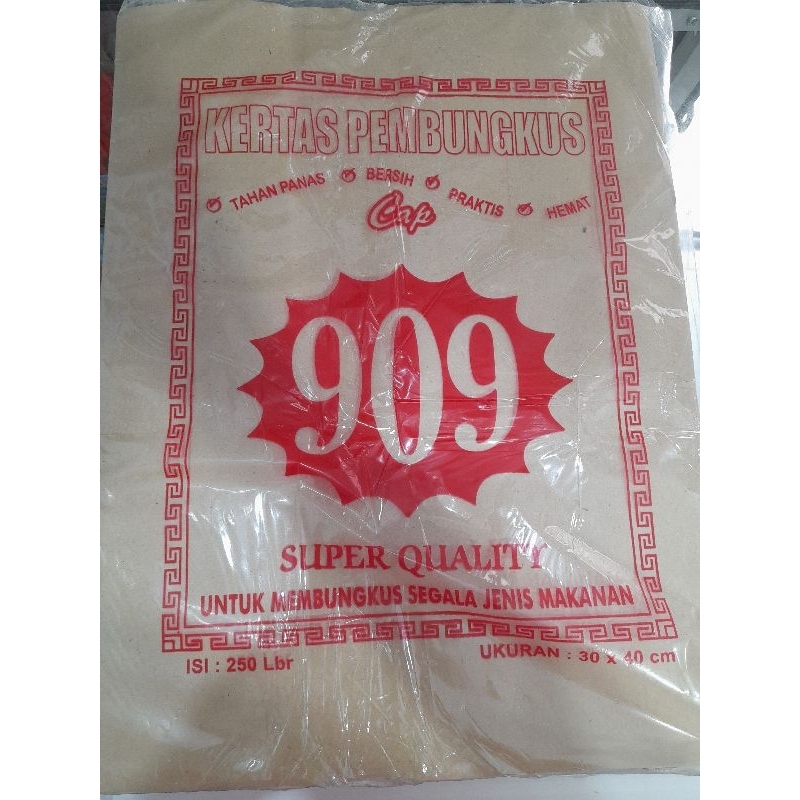 KERTAS PEMBUNGKUS
TAHAN PANAS BERSIH PRAKTIS HEMAT
Cap
909
SUPER QUALITY
UNTUK MEMBUNGKUS SEGALA JENIS MAKANAN
ISI : 250 Lbr UKURAN : 30 x 40 cm